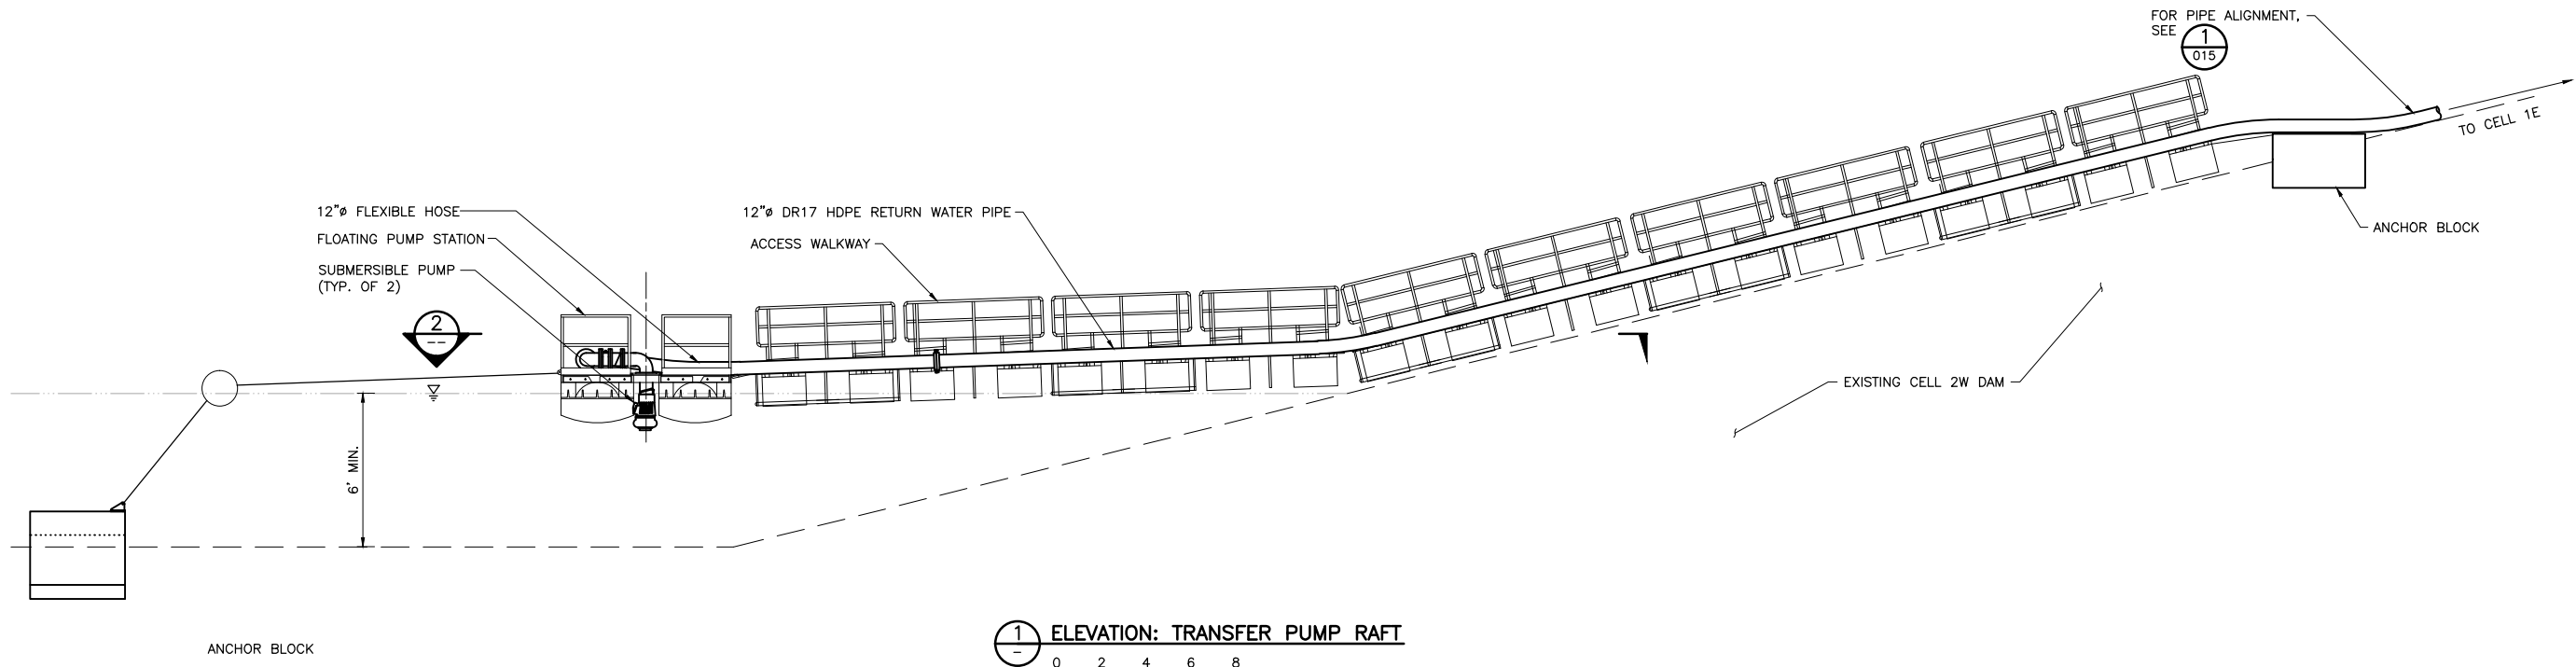 FOR PIPE ALIGNMENT,
SEE
1
015
TO CELL 1E
12"ø FLEXIBLE HOSE
FLOATING PUMP STATION
SUBMERSIBLE PUMP
(TYP. OF 2)
12"ø DR17 HDPE RETURN WATER PIPE
ACCESS WALKWAY
ANCHOR BLOCK
2
--
EXISTING CELL 2W DAM
6' MIN.
ANCHOR BLOCK
1
-
ELEVATION: TRANSFER PUMP RAFT
0 2 4 6 8